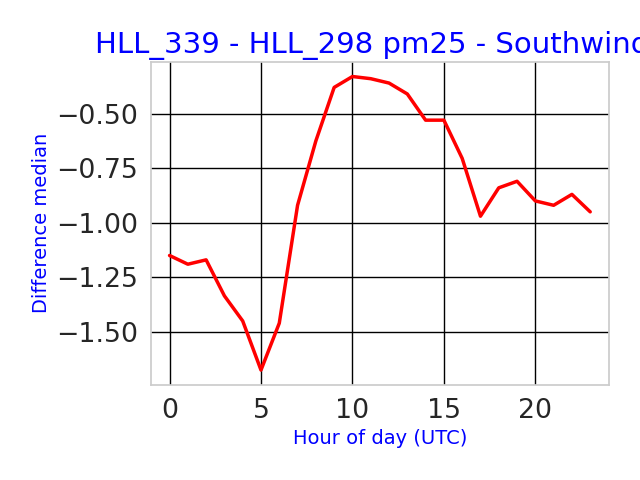 HLL_339 - HLL_298 pm25 - Southwind
Difference median
−0.50
−0.75
−1.00
−1.25
−1.50
0 5 10 15 20
Hour of day (UTC)